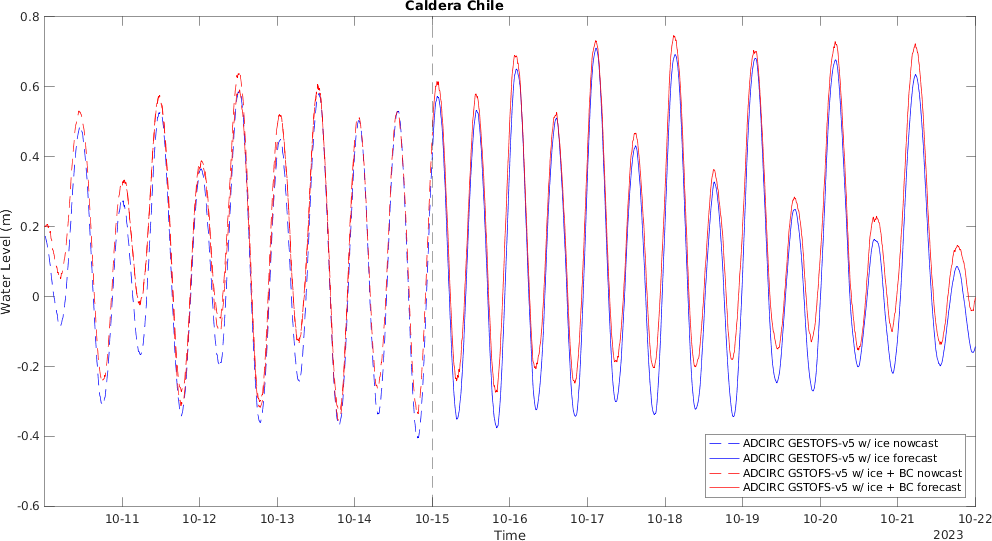 Caldera Chile
0.8
0.6
0.4
0.2
0
-0.2
-0.4
-0.6
Water Level (m)
10-11 10-12 10-13 10-14 10-15 10-16 10-17 10-18 10-19 10-20 10-21 10-22
Time
2023
ADCIRC GESTOFS-v5 w/ ice nowcast
ADCIRC GESTOFS-v5 w/ ice forecast
ADCIRC GSTOFS-v5 w/ ice + BC nowcast
ADCIRC GSTOFS-v5 w/ ice + BC forecast